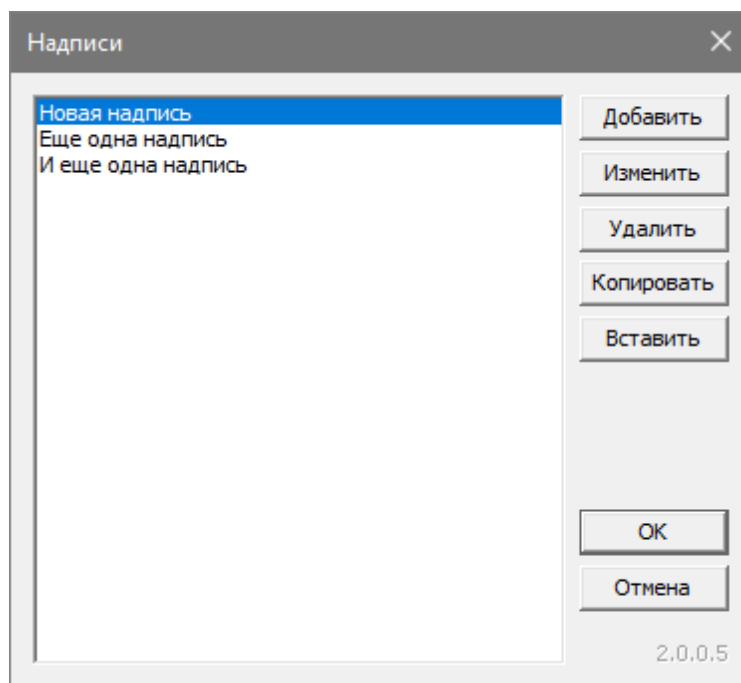 Надписи
Новая надпись
Еще одна надпись
И еще одна надпись
Добавить
Изменить
Удалить
Копировать
Вставить
OK
Отмена
2.0.0.5